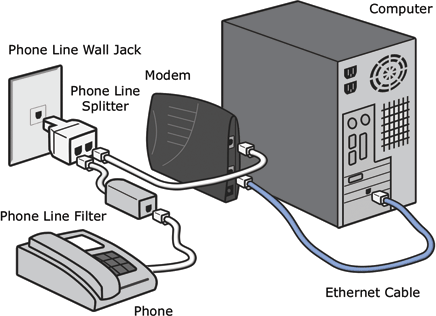 Computer
Phone Line Wall Jack
Phone Line
Splitter
Modem
Phone Line Filter
Ethernet Cable
Phone